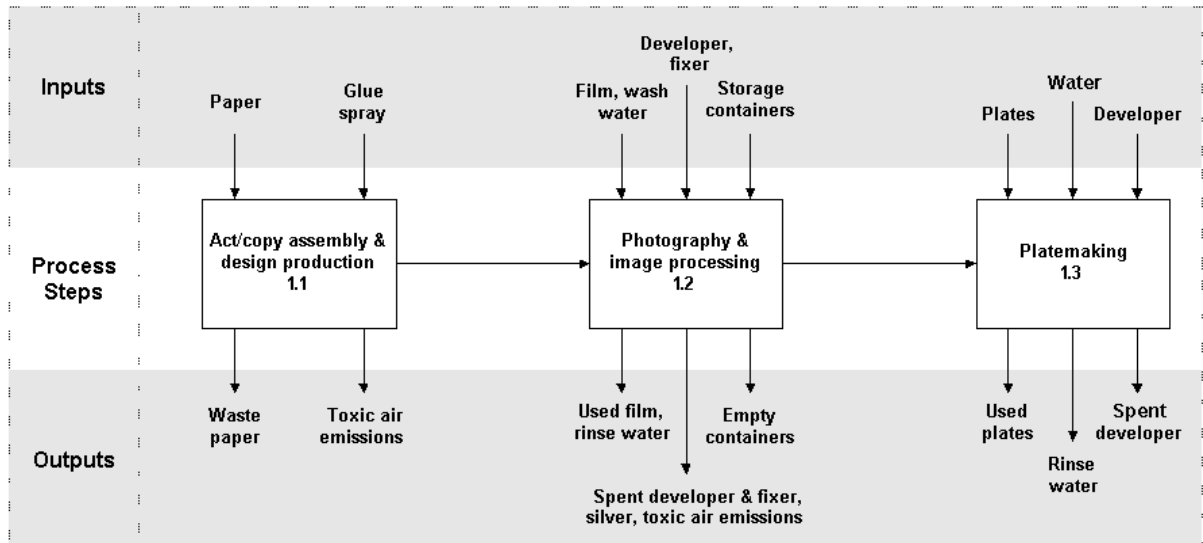 Inputs
Paper
Glue
spray
Film, wash
water
Developer,
fixer
Storage
containers
Plates
Water
Developer
Process
Steps
Act/copy assembly &
design production
1.1
Photography &
image processing
1.2
Platemaking
1.3
Outputs
Waste
paper
Toxic air
emissions
Used film,
rinse water
Spent developer & fixer,
silver, toxic air emissions
Empty
containers
Used
plates
Rinse
water
Spent
developer